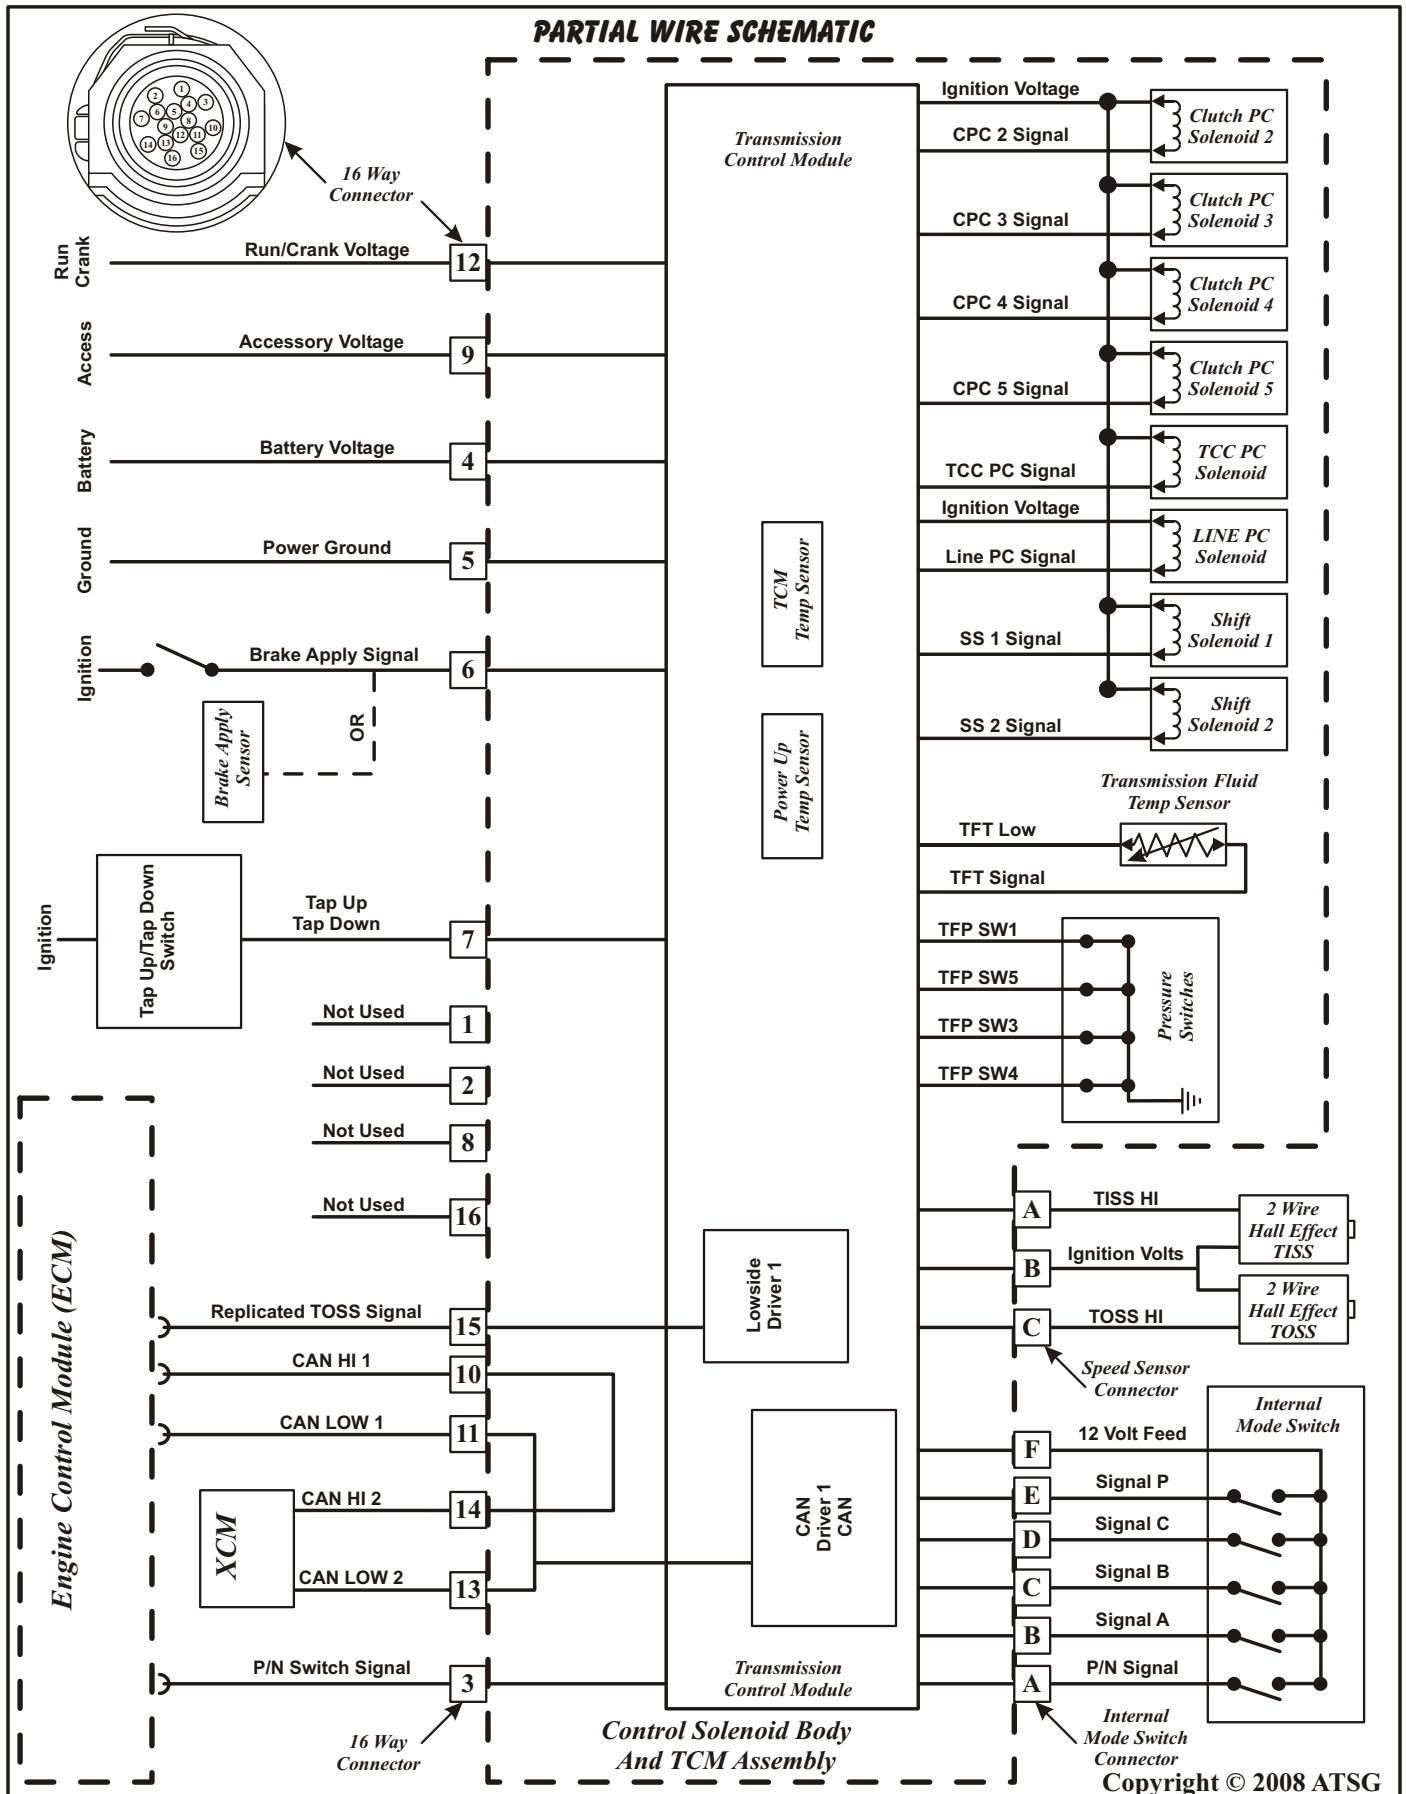 PARTIAL WIRE SCHEMATIC
1
2
3
4
5
6
7
8
9
10
11
12
13
14
15
16
16 Way
Connector
Transmission
Control Module
Run
Crank
Run/Crank Voltage
12
Access
Accessory Voltage
9
Battery
Battery Voltage
4
Ground
Power Ground
5
Ignition
Brake Apply Signal
6
OR
Brake Apply
Sensor
Ignition
Tap Up/Tap Down
Switch
Tap Up
Tap Down
7
Not Used
1
Not Used
2
Not Used
8
Not Used
16
Engine Control Module (ECM)
Replicated TOSS Signal
15
CAN HI 1
10
CAN LOW 1
11
XCM
CAN HI 2
14
CAN LOW 2
13
P/N Switch Signal
3
16 Way
Connector
TCM
Temp Sensor
Power Up
Temp Sensor
Lowside
Driver 1
CAN
Driver 1
CAN
Transmission
Control Module
Control Solenoid Body
And TCM Assembly
Ignition Voltage
CPC 2 Signal
Clutch PC
Solenoid 2
CPC 3 Signal
Clutch PC
Solenoid 3
CPC 4 Signal
Clutch PC
Solenoid 4
CPC 5 Signal
Clutch PC
Solenoid 5
TCC PC Signal
TCC PC
Solenoid
Ignition Voltage
Line PC Signal
LINE PC
Solenoid
SS 1 Signal
Shift
Solenoid 1
SS 2 Signal
Shift
Solenoid 2
Transmission Fluid
Temp Sensor
TFT Low
TFT Signal
TFP SW1
TFP SW5
TFP SW3
TFP SW4
Pressure
Switches
A
TISS HI
2 Wire
Hall Effect
TISS
B
Ignition Volts
C
TOSS HI
2 Wire
Hall Effect
TOSS
Speed Sensor
Connector
Internal
Mode Switch
F
12 Volt Feed
E
Signal P
D
Signal C
C
Signal B
B
Signal A
A
P/N Signal
Internal
Mode Switch
Connector
Copyright © 2008 ATSG